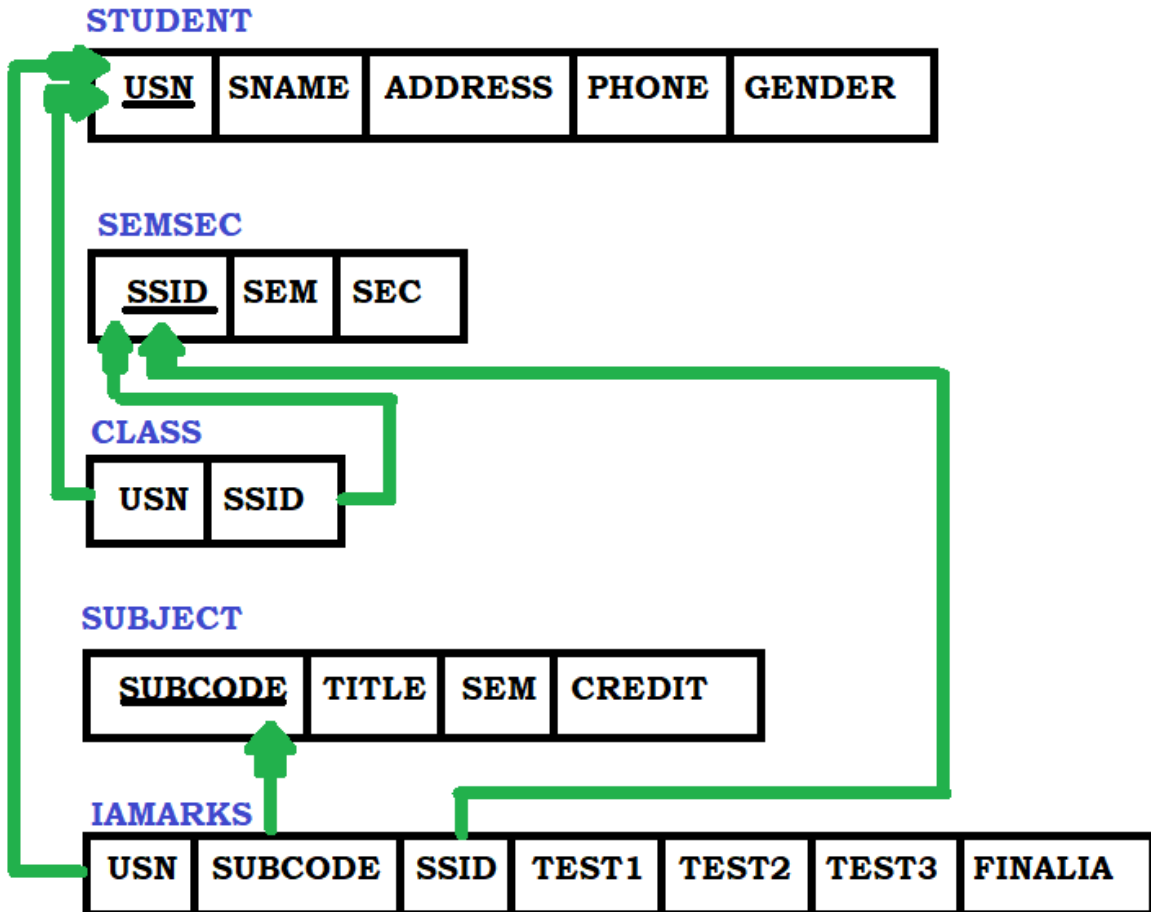 STUDENT
USN SNAME ADDRESS PHONE GENDER
SEMSEC
SSID SEM SEC
CLASS
USN SSID
SUBJECT
SUBCODE TITLE SEM CREDIT
IAMARKS
USN SUBCODE SSID TEST1 TEST2 TEST3 FINALIA